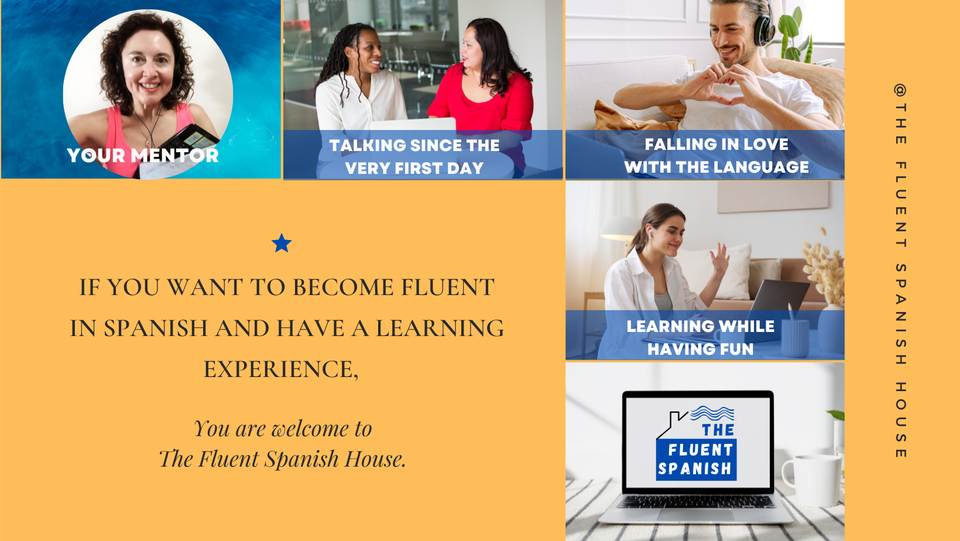 YOUR MENTOR
TALKING SINCE THE
VERY FIRST DAY
FALLING IN LOVE
WITH THE LANGUAGE
IF YOU WANT TO BECOME FLUENT
IN SPANISH AND HAVE A LEARNING
EXPERIENCE,
You are welcome to
The Fluent Spanish House.
LEARNING WHILE
HAVING FUN
THE
FLUENT
SPANISH
@THE FLUENT SPANISH HOUSE